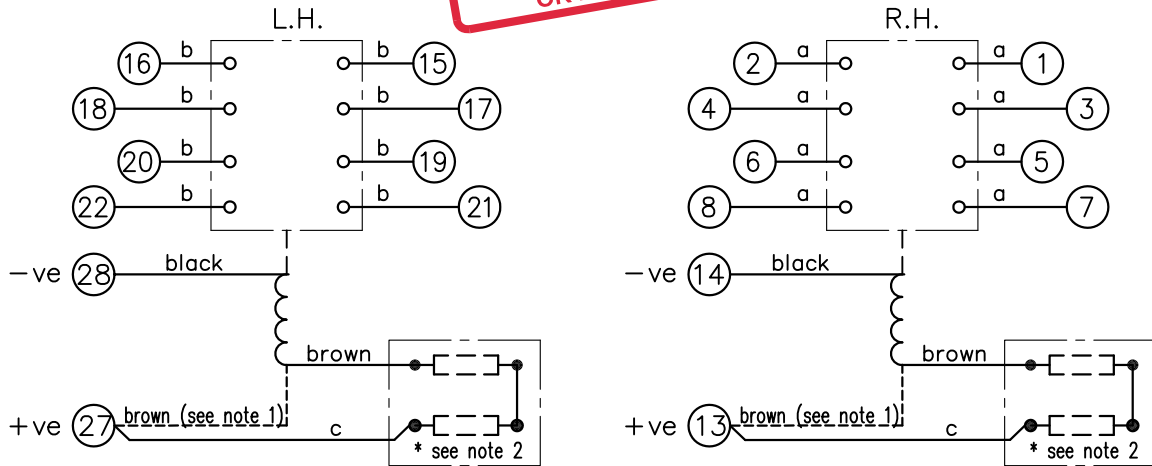 L.H.
R.H.
16 b b 15
2 a a 1
18 b b 17
4 a a 3
20 b b 19
6 a a 5
22 b b 21
8 a a 7
-ve 28 black
-ve 14 black
brown
brown
+ve 27 brown (see note 1)
c
* see note 2
+ve 13 brown (see note 1)
c
* see note 2